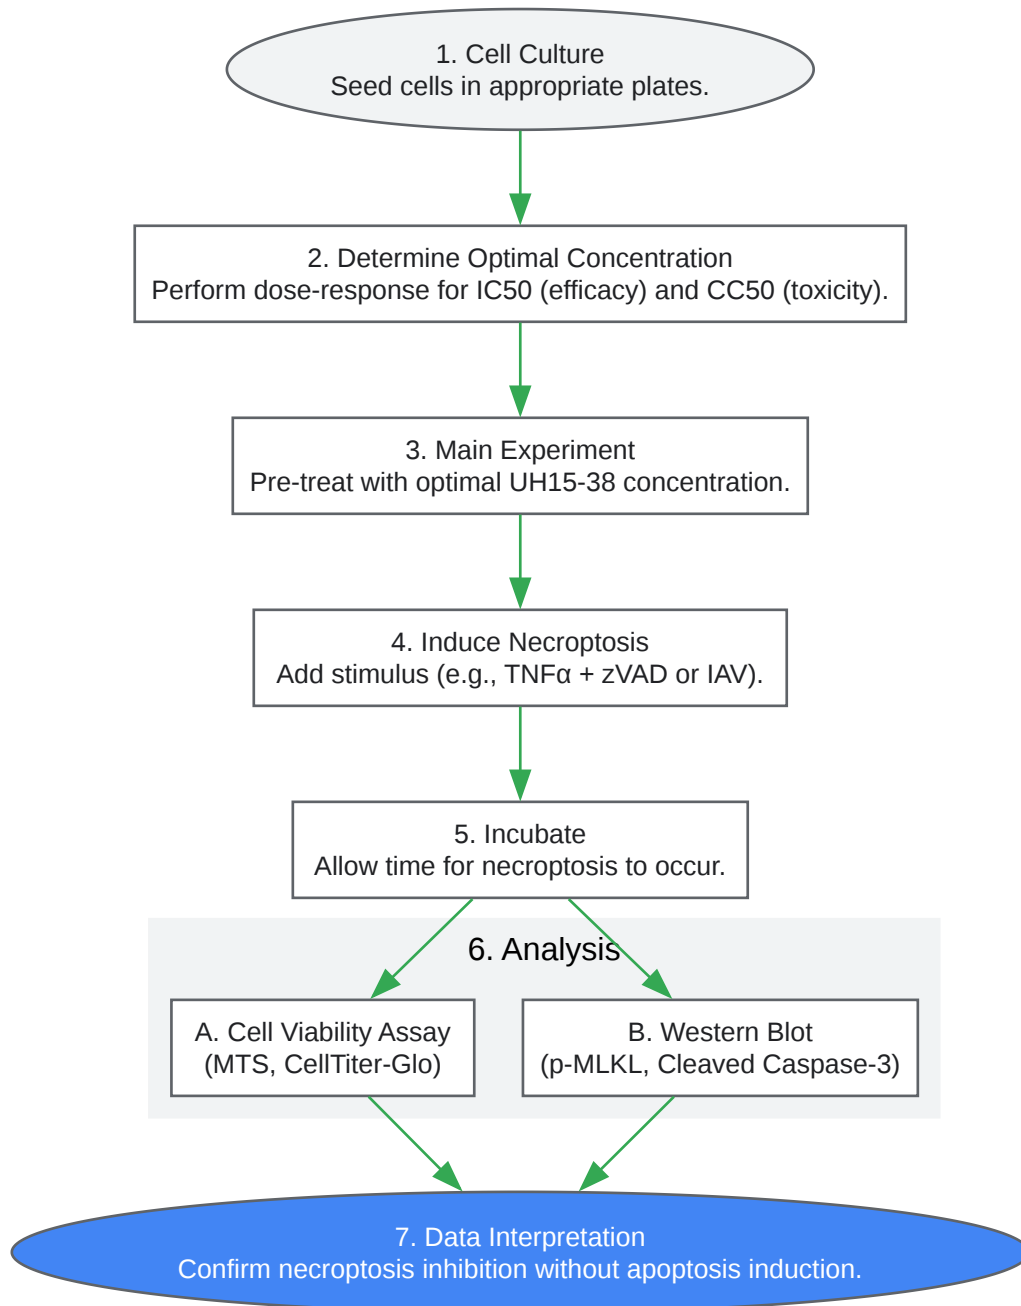 1. Cell Culture
Seed cells in appropriate plates.
2. Determine Optimal Concentration
Perform dose-response for IC50 (efficacy) and CC50 (toxicity).
3. Main Experiment
Pre-treat with optimal UH15-38 concentration.
4. Induce Necroptosis
Add stimulus (e.g., TNFα + zVAD or IAV).
5. Incubate
Allow time for necroptosis to occur.
6. Analysis
A. Cell Viability Assay
(MTS, CellTiter-Glo)
B. Western Blot
(p-MLKL, Cleaved Caspase-3)
7. Data Interpretation
Confirm necroptosis inhibition without apoptosis induction.